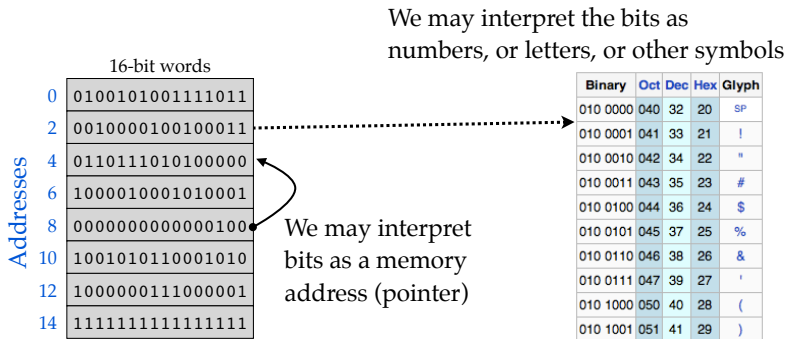 We may interpret the bits as
numbers, or letters, or other symbols
16-bit words
Addresses
0 0100101001111011
2 0010000100100011
4 0110111010100000
6 1000010001010001
8 0000000000000100
10 1001010110001010
12 1000000111000001
14 1111111111111111
We may interpret
bits as a memory
address (pointer)
Binary Oct Dec Hex Glyph
010 0000 040 32 20 SP
010 0001 041 33 21 !
010 0010 042 34 22 "
010 0011 043 35 23 #
010 0100 044 36 24 $
010 0101 045 37 25 %
010 0110 046 38 26 &
010 0111 047 39 27 '
010 1000 050 40 28 (
010 1001 051 41 29 )